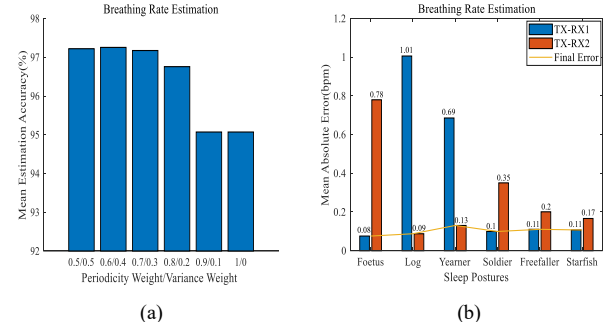 Breathing Rate Estimation
Mean Estimation Accuracy(%)
98
97
96
95
94
93
92
0.5/0.5 0.6/0.4 0.7/0.3 0.8/0.2 0.9/0.1 1/0
Periodicity Weight/Variance Weight
(a)
Breathing Rate Estimation
Mean Absolute Error(bpm)
1.2
1
0.8
0.6
0.4
0.2
0
TX-RX1
TX-RX2
Final Error
0.08 0.78 1.01 0.09 0.69 0.13 0.1 0.35 0.11 0.2 0.11 0.17
Foetus Log Yearner Soldier Freefaller Starfish
Sleep Postures
(b)